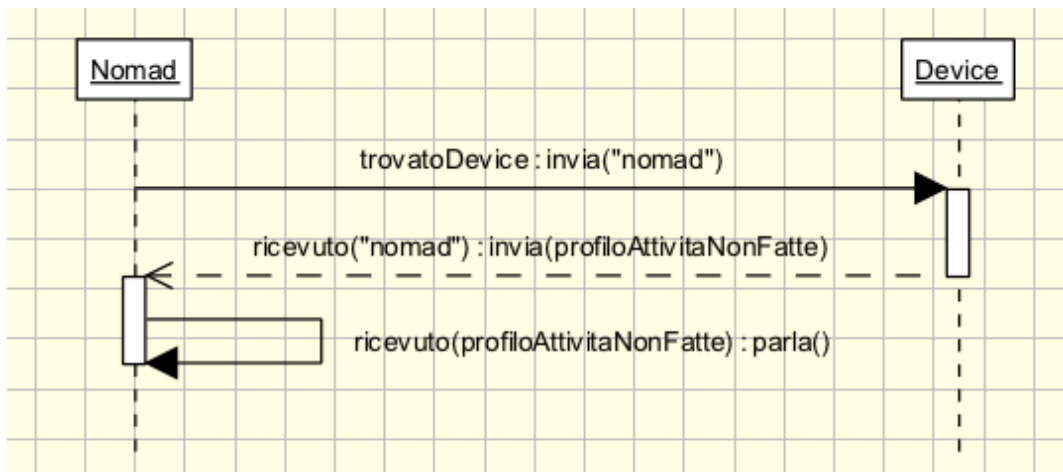 Nomad
Device
trovatoDevice : invia("nomad")
ricevuto("nomad") : invia(profiloAttivitaNonFatte)
ricevuto(profiloAttivitaNonFatte) : parla()